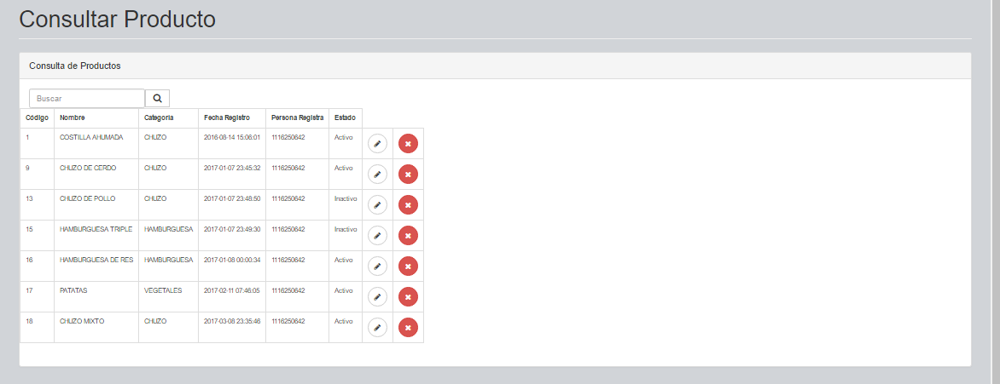 Consultar Producto
Consulta de Productos
Buscar
Código Nombre Categoria Fecha Registro Persona Registra Estado
1 COSTILLA AHUMADA CHUZO 2016-08-14 15:06:01 1116250642 Activo
9 CHUZO DE CERDO CHUZO 2017-01-07 23:45:32 1116250642 Activo
13 CHUZO DE POLLO CHUZO 2017-01-07 23:48:50 1116250642 Inactivo
15 HAMBURGUESA TRIPLE HAMBURGUESA 2017-01-07 23:49:30 1116250642 Inactivo
16 HAMBURGUESA DE RES HAMBURGUESA 2017-01-08 00:00:34 1116250642 Activo
17 PATATAS VEGETALES 2017-02-11 07:46:05 1116250642 Activo
18 CHUZO MIXTO CHUZO 2017-03-08 23:35:46 1116250642 Activo